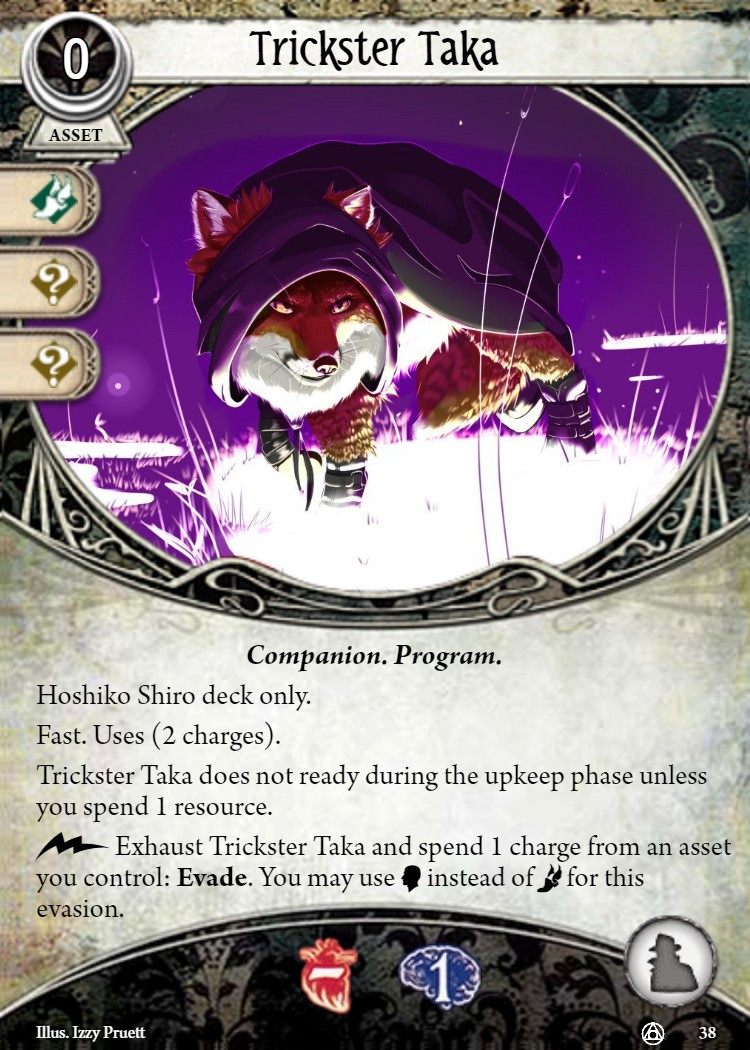 0
Trickster Taka
ASSET
?
?
Companion. Program.
Hoshiko Shiro deck only.
Fast. Uses (2 charges).
Trickster Taka does not ready during the upkeep phase unless
you spend 1 resource.
Exhaust Trickster Taka and spend 1 charge from an asset
you control: Evade. You may use instead of for this
evasion.
– 1
Illus. Izzy Pruett
38